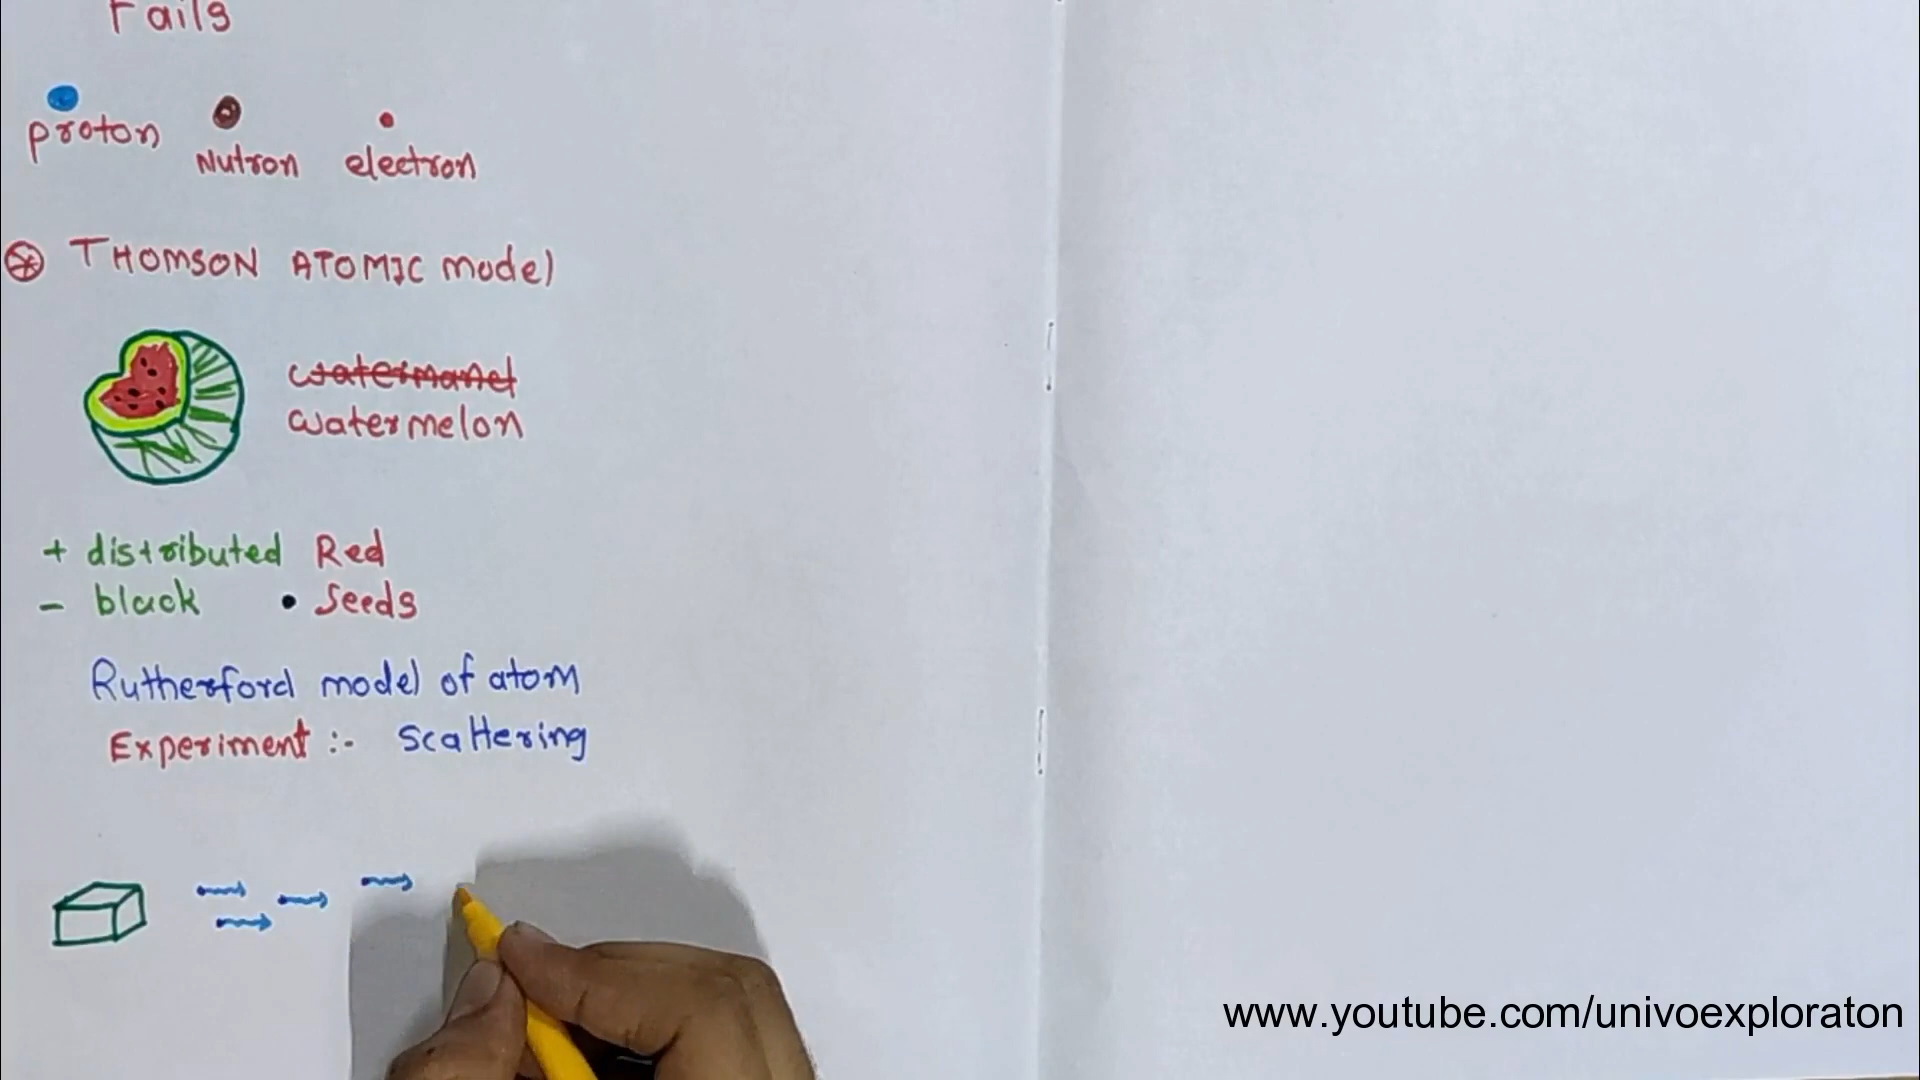 Fails
proton
Nutron electron
THOMSON ATOMIC model
watermanel
watermelon
+ distributed Red
- black • Seeds
Rutherford model of atom
Experiment :- Scattering
www.youtube.com/univoexploraton